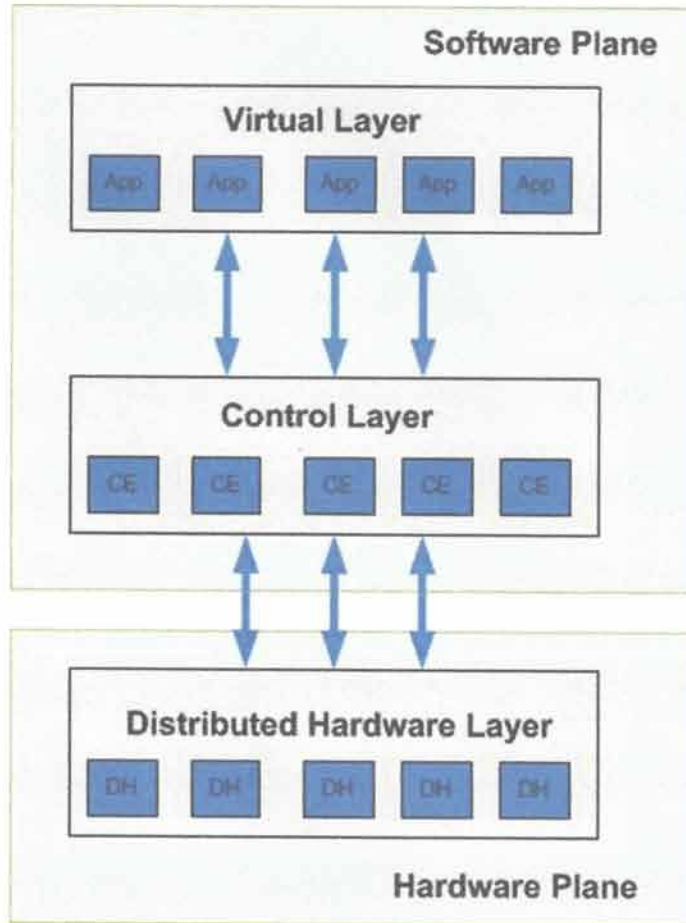 Software Plane
Virtual Layer
App App App App App
Control Layer
CE CE CE CE CE
Distributed Hardware Layer
DH DH DH DH DH
Hardware Plane